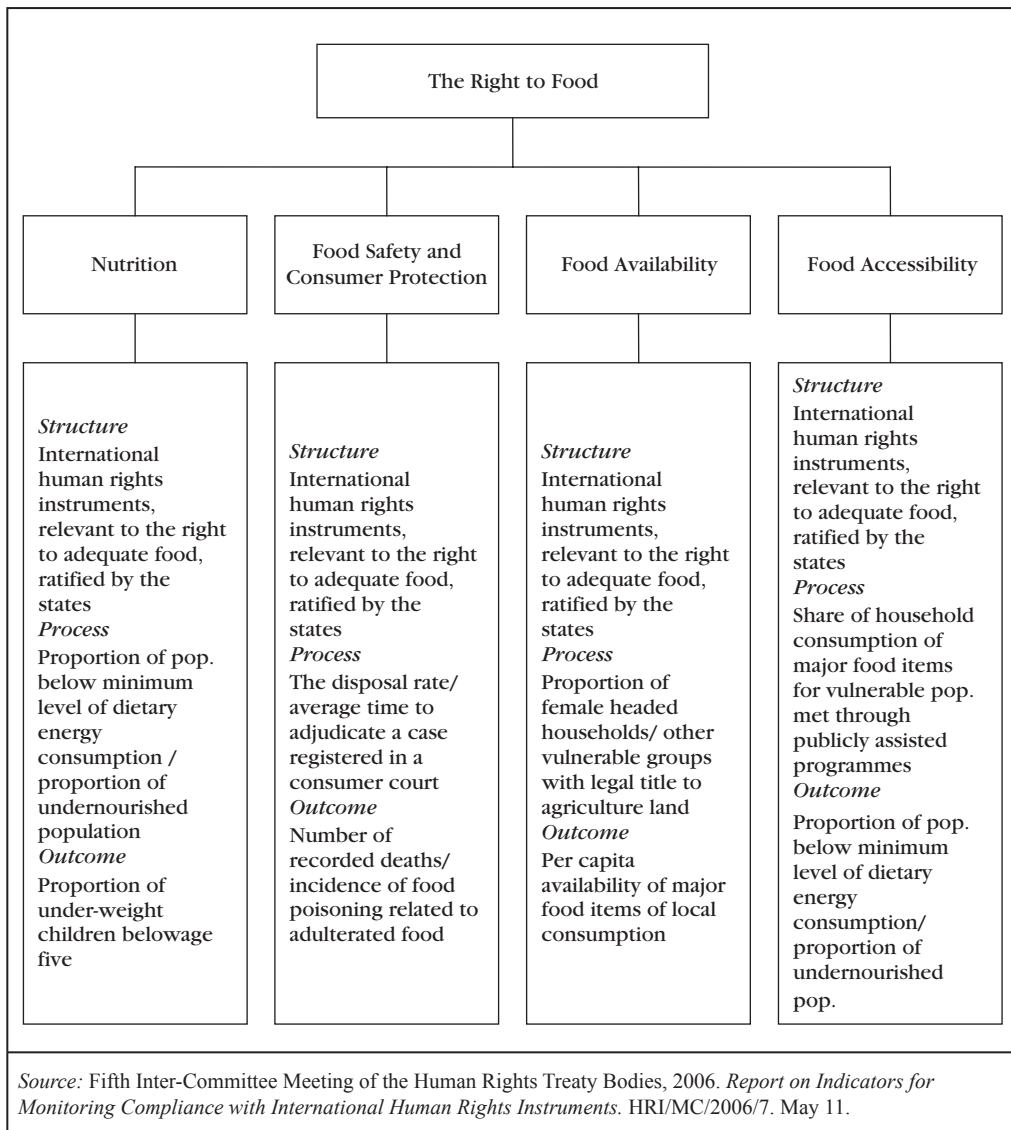 The Right to Food
Nutrition
Food Safety and
Consumer Protection
Food Availability
Food Accessibility
Structure
International
human rights
instruments,
relevant to the right
to adequate food,
ratified by the
states
Process
Proportion of pop.
below minimum
level of dietary
energy
consumption /
proportion of
undernourished
population
Outcome
Proportion of
under-weight
children belowage
five
Structure
International
human rights
instruments,
relevant to the right
to adequate food,
ratified by the
states
Process
The disposal rate/
average time to
adjudicate a case
registered in a
consumer court
Outcome
Number of
recorded deaths/
incidence of food
poisoning related to
adulterated food
Structure
International
human rights
instruments,
relevant to the right
to adequate food,
ratified by the
states
Process
Proportion of
female headed
households/ other
vulnerable groups
with legal title to
agriculture land
Outcome
Per capita
availability of major
food items of local
consumption
Structure
International
human rights
instruments,
relevant to the right
to adequate food,
ratified by the
states
Process
Share of household
consumption of
major food items
for vulnerable pop.
met through
publicly assisted
programmes
Outcome
Proportion of pop.
below minimum
level of dietary
energy
consumption/
proportion of
undernourished
pop.
Source: Fifth Inter-Committee Meeting of the Human Rights Treaty Bodies, 2006. Report on Indicators for
Monitoring Compliance with International Human Rights Instruments. HRI/MC/2006/7. May 11.